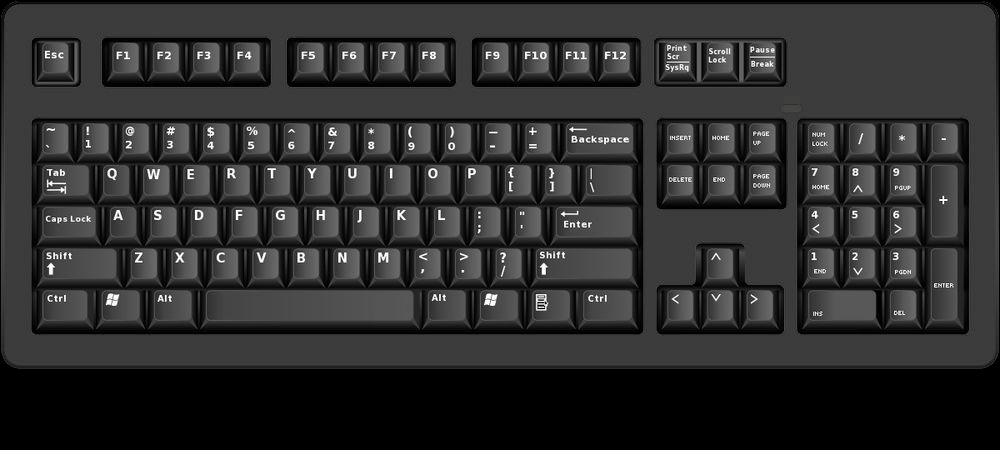 Esc F1 F2 F3 F4 F5 F6 F7 F8 F9 F10 F11 F12 Print Scr SysRq Scroll Lock Pause Break
~ ` ! 1 @ 2 # 3 $ 4 % 5 ^ 6 & 7 * 8 ( 9 ) 0 — - + = Backspace INSERT HOME PAGE UP NUM LOCK / * -
Tab Q W E R T Y U I O P { [ } ] | \ DELETE END PAGE DOWN 7 HOME 8 9 PGUP +
Caps Lock A S D F G H J K L : ; " ' Enter 4 < 5 6 >
Shift Z X C V B N M < , > . ? / Shift 1 END 2 3 PGDN ENTER
Ctrl Alt Alt Ctrl < > INS DEL